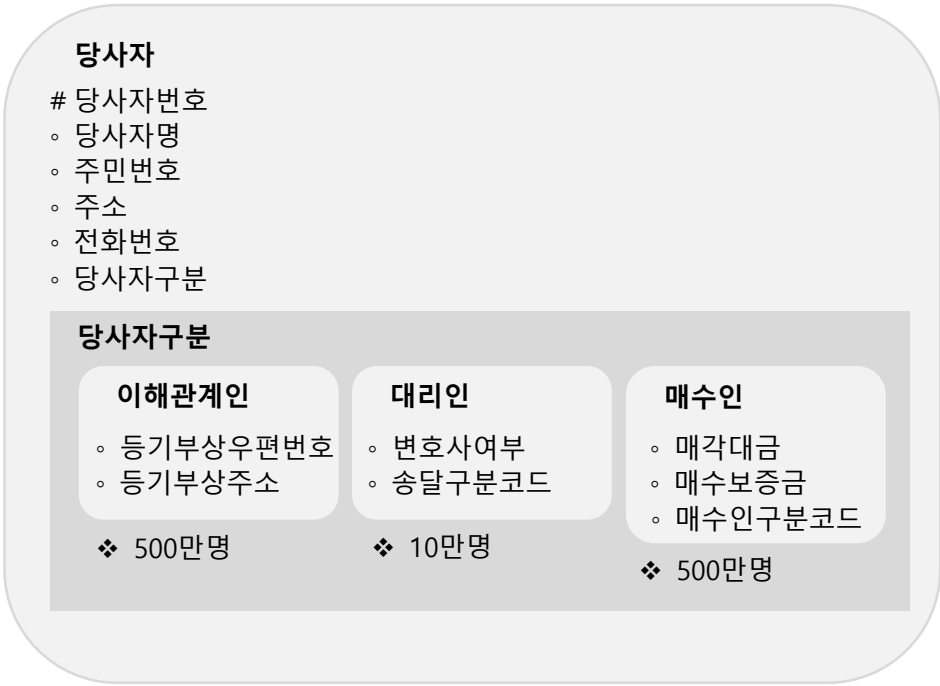 당사자
# 당사자번호
◦ 당사자명
◦ 주민번호
◦ 주소
◦ 전화번호
◦ 당사자구분
당사자구분
이해관계인
◦ 등기부상우편번호
◦ 등기부상주소
❖ 500만명
대리인
◦ 변호사여부
◦ 송달구분코드
❖ 10만명
매수인
◦ 매각대금
◦ 매수보증금
◦ 매수인구분코드
❖ 500만명